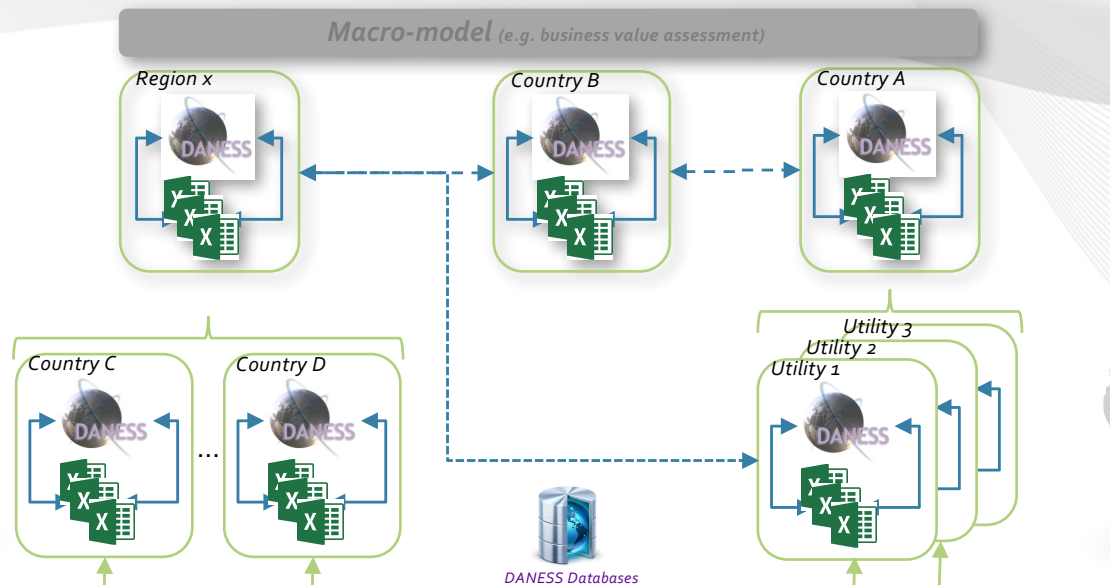 Macro-model (e.g. business value assessment)
Region x
Country B
Country A
DANESS
DANESS
DANESS
X
X
X
X
X
X
X
X
X
Utility 3
Utility 2
Utility 1
Country C
Country D
DANESS
DANESS
DANESS
...
X
X
X
X
X
X
X
X
X
DANESS Databases